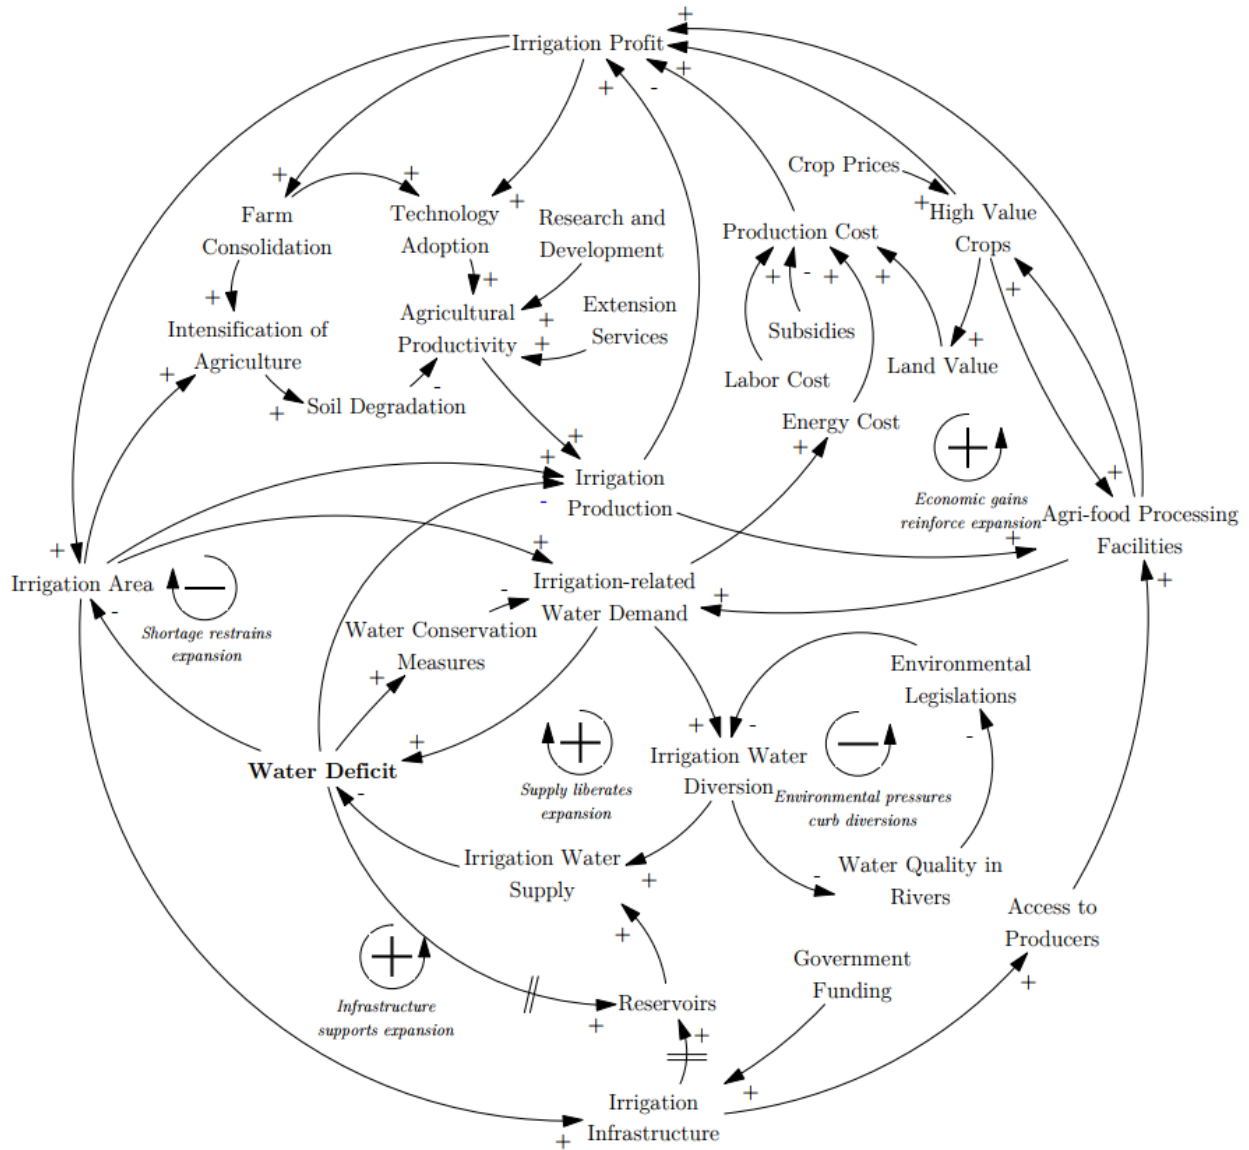 Irrigation Profit
Crop Prices
High Value
Crops
Farm
Consolidation
Technology
Adoption
Research and
Development
Production Cost
Agricultural
Productivity
Extension
Services
Intensification of
Agriculture
Subsidies
Land Value
Labor Cost
Soil Degradation
Energy Cost
Irrigation
Production
Economic gains
reinforce expansion
Agri-food Processing
Facilities
Irrigation Area
Shortage restrains
expansion
Irrigation-related
Water Demand
Water Conservation
Measures
Environmental
Legislations
Water Deficit
Supply liberates
expansion
Irrigation Water
Diversion
Environmental pressures
curb diversions
Irrigation Water
Supply
Water Quality in
Rivers
Access to
Producers
Government
Funding
Infrastructure
supports expansion
Reservoirs
Irrigation
Infrastructure